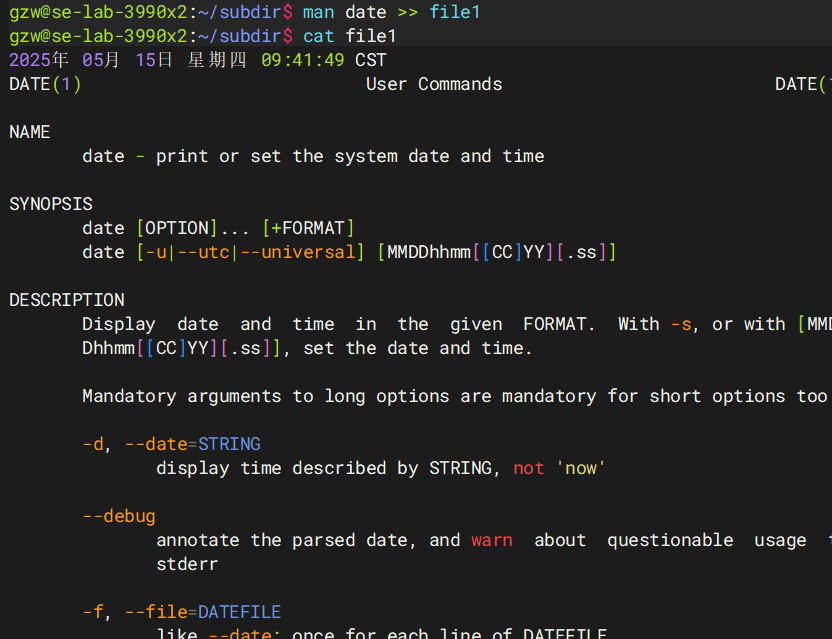 gzw@se-lab-3990x2:~/subdir$ man date >> file1
gzw@se-lab-3990x2:~/subdir$ cat file1
2025年 05月 15日 星期四 09:41:49 CST
DATE(1) User Commands DATE(
NAME
date - print or set the system date and time
SYNOPSIS
date [OPTION]... [+FORMAT]
date [-u|--utc|--universal] [MMDDhhmm[[CC]YY][.ss]]
DESCRIPTION
Display date and time in the given FORMAT. With -s, or with [MM
Dhhmm[[CC]YY][.ss]], set the date and time.
Mandatory arguments to long options are mandatory for short options too
-d, --date=STRING
display time described by STRING, not 'now'
--debug
annotate the parsed date, and warn about questionable usage
stderr
-f, --file=DATEFILE
like --date; once for each line of DATEFILE